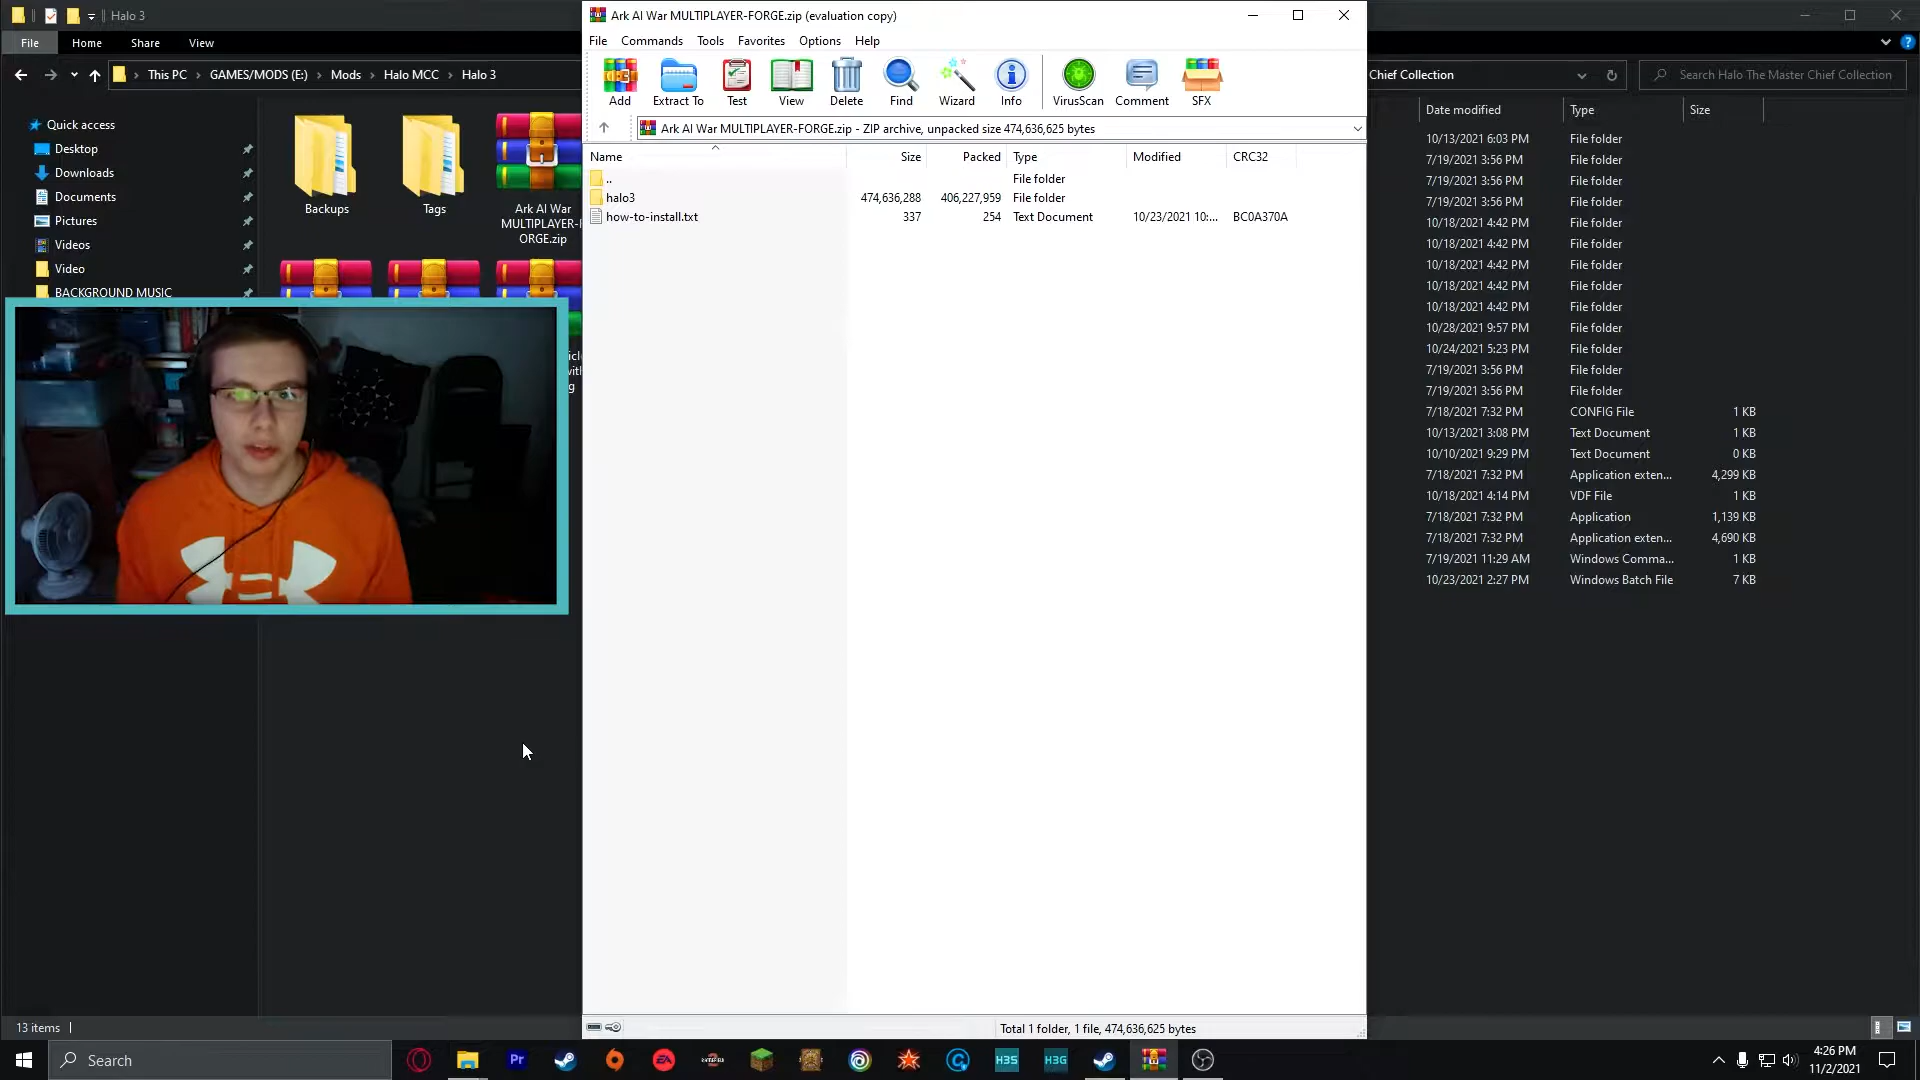 Halo 3
File Home Share View
This PC > GAMES/MODS (E:) > Mods > Halo MCC > Halo 3
Quick access
Desktop
Downloads
Documents
Pictures
Videos
Video
BACKGROUND MUSIC
Backups
Tags
Ark AI War
MULTIPLAYER-F
ORGE.zip
13 items
Ark AI War MULTIPLAYER-FORGE.zip (evaluation copy)
File Commands Tools Favorites Options Help
Add Extract To Test View Delete Find Wizard Info VirusScan Comment SFX
Ark AI War MULTIPLAYER-FORGE.zip - ZIP archive, unpacked size 474,636,625 bytes
Name Size Packed Type Modified CRC32
.. File folder
halo3 474,636,288 406,227,959 File folder
how-to-install.txt 337 254 Text Document 10/23/2021 10:... BC0A370A
Total 1 folder, 1 file, 474,636,625 bytes
Chief Collection
Search Halo The Master Chief Collection
Date modified Type Size
10/13/2021 6:03 PM File folder
7/19/2021 3:56 PM File folder
7/19/2021 3:56 PM File folder
7/19/2021 3:56 PM File folder
10/18/2021 4:42 PM File folder
10/18/2021 4:42 PM File folder
10/18/2021 4:42 PM File folder
10/18/2021 4:42 PM File folder
10/18/2021 4:42 PM File folder
10/28/2021 9:57 PM File folder
10/24/2021 5:23 PM File folder
7/19/2021 3:56 PM File folder
7/19/2021 3:56 PM File folder
7/18/2021 7:32 PM CONFIG File 1 KB
10/13/2021 3:08 PM Text Document 1 KB
10/10/2021 9:29 PM Text Document 0 KB
7/18/2021 7:32 PM Application exten... 4,299 KB
10/18/2021 4:14 PM VDF File 1 KB
7/18/2021 7:32 PM Application 1,139 KB
7/18/2021 7:32 PM Application exten... 4,690 KB
7/19/2021 11:29 AM Windows Comma... 1 KB
10/23/2021 2:27 PM Windows Batch File 7 KB
Search
Pr
EA
H3S
H3G
4:26 PM
11/2/2021